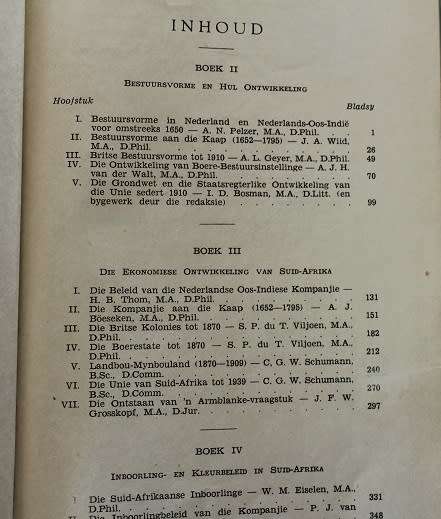 INHOUD
BOEK II
BESTUURSVORME EN HUL ONTWIKKELING
Hoofstuk Bladsy
I. Bestuursvorme in Nederland en Nederlands-Oos-Indië
voor omstreeks 1650 — A. N. Pelzer, M.A., D.Phil. . . 1
II. Bestuursvorme aan die Kaap (1652—1795) — J. A. Wiid,
M.A., D.Phil. . . . . . . . . 26
III. Britse Bestuursvorme tot 1910 — A. L. Geyer, M.A., D.Phil. 49
IV. Die Ontwikkeling van Boere-Bestuursinstellinge — A. J. H.
van der Walt, M.A., D.Phil. . . . . . 70
V. Die Grondwet en die Staatsregterlike Ontwikkeling van
die Unie sedert 1910 — I. D. Bosman, M.A., D.Litt. (en
bygewerk deur die redaksie) . . . . . . 99
BOEK III
DIE EKONOMIESE ONTWIKKELING VAN SUID-AFRIKA
I. Die Beleid van die Nederlandse Oos-Indiese Kompanjie —
H. B. Thom, M.A., D.Phil. . . . . . . 131
II. Die Kompanjie aan die Kaap (1652—1795) — A. J.
Böeseken, M.A., D.Phil. . . . . . . 151
III. Die Britse Kolonies tot 1870 — S. P. du T. Viljoen, M.A.,
D.Phil. . . . . . . . . 182
IV. Die Boerestate tot 1870 — S. P. du T. Viljoen, M.A.,
D.Phil. . . . . . . . . 212
V. Landbou-Mynbouland (1870—1909) — C. G. W. Schumann,
B.Sc., D.Comm. . . . . . . . 240
VI. Die Unie van Suid-Afrika tot 1939 — C. G. W. Schumann,
B.Sc., D.Comm. . . . . . . . 270
VII. Die Ontstaan van 'n Armblanke-vraagstuk — J. F. W.
Grosskopf, M.A., D.Jur. . . . . . . 297
BOEK IV
INBOORLING- EN KLEURBELEID IN SUID-AFRIKA
Die Suid-Afrikaanse Inboorlinge — W. M. Eiselen, M.A.,
D.Phil. . . . . . . . . 331
II. Die Inboorlingbeleid van die Kompanjie — P. J. van
348